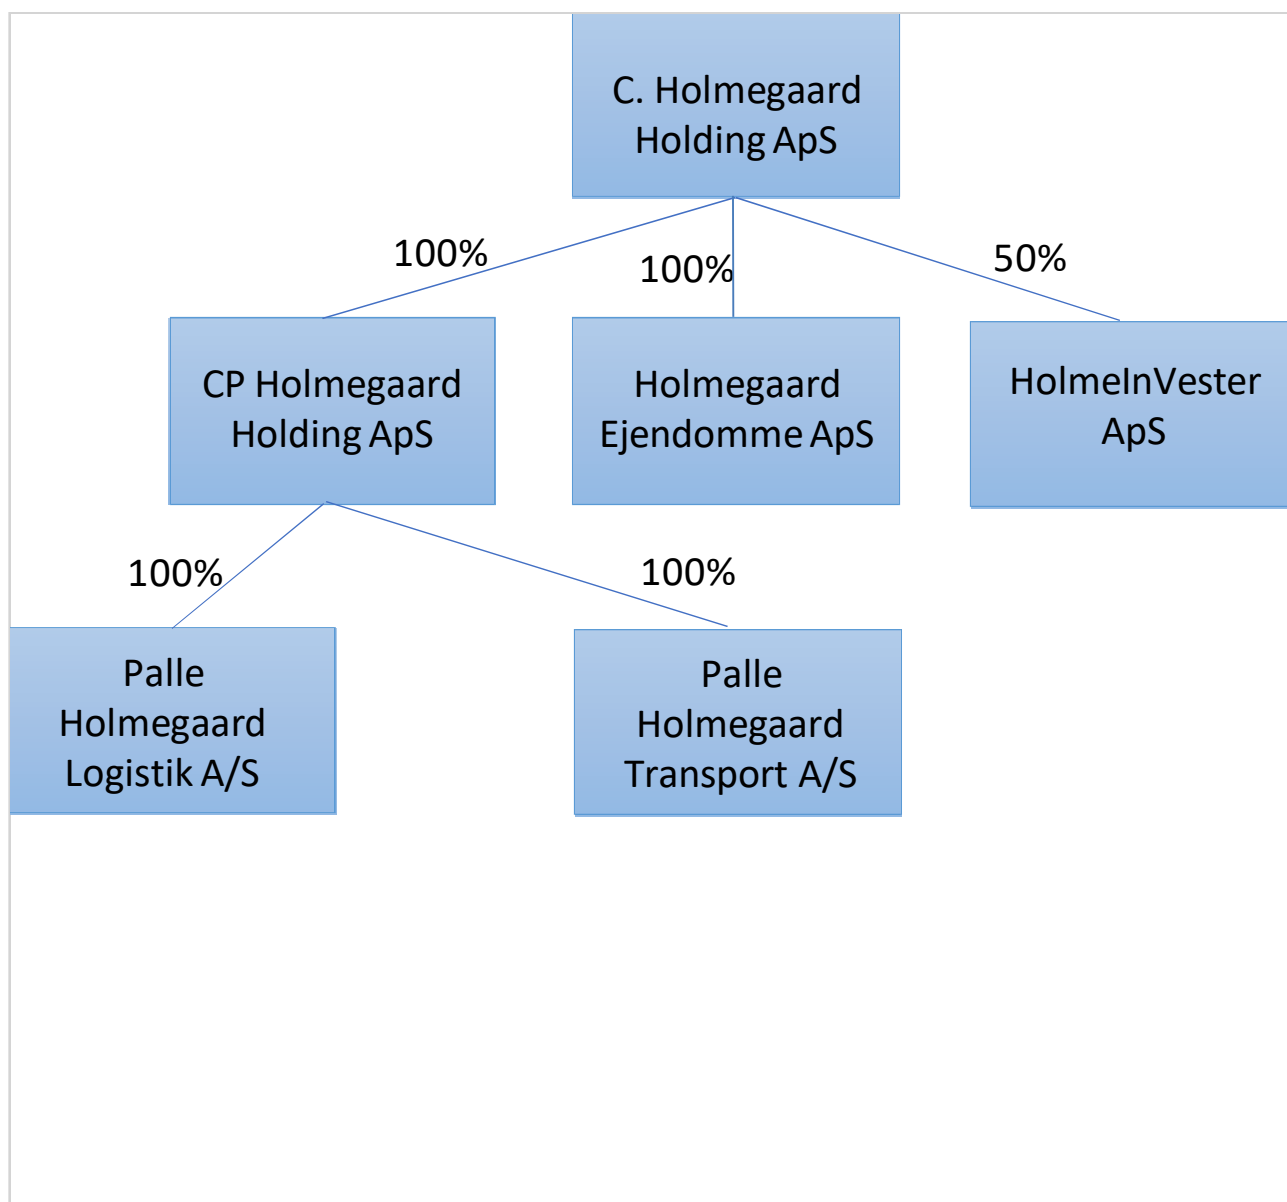 C. Holmegaard
Holding ApS
100%
100%
50%
CP Holmegaard
Holding ApS
Holmegaard
Ejendomme ApS
HolmeInVester
ApS
100%
100%
Palle
Holmegaard
Logistik A/S
Palle
Holmegaard
Transport A/S